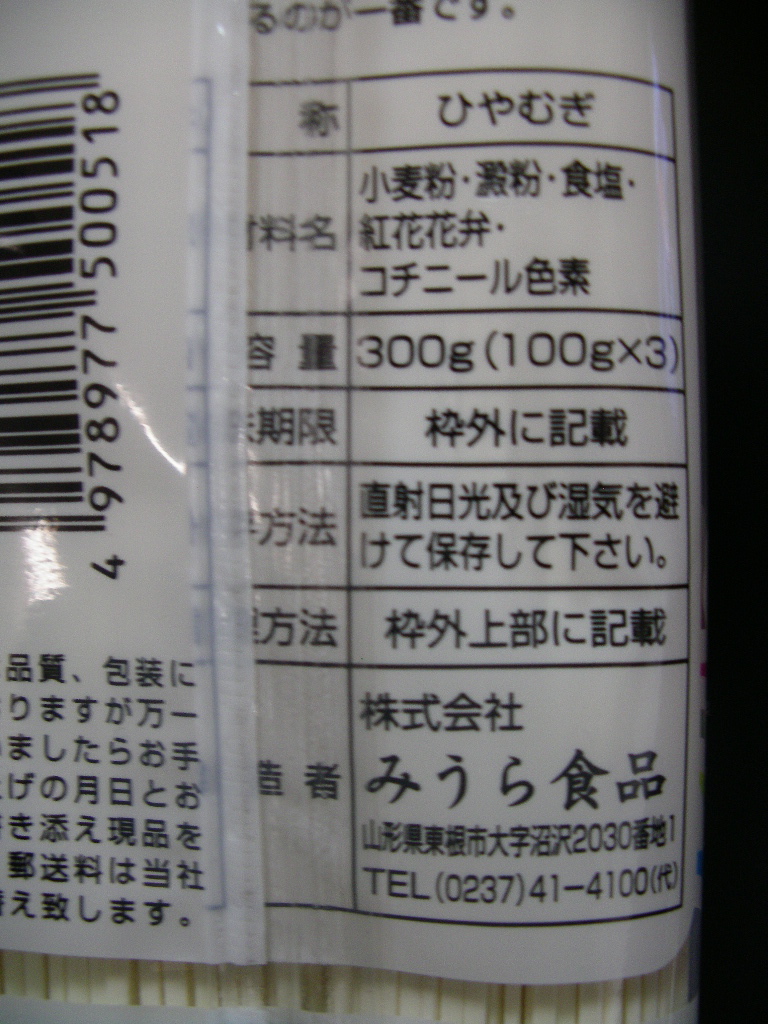 るのが一番です。
称 ひやむぎ
材料名 小麦粉・澱粉・食塩・
紅花花弁・
コチニール色素
容量 300g(100g×3)
期限 枠外に記載
方法 直射日光及び湿気を避
けて保存して下さい。
方法 枠外上部に記載
造者 株式会社
みうら食品
山形県東根市大字沼沢2030番地1
TEL(0237)41-4100(代)
4 978977 500518
品質、包装に
りますが万一
ましたらお手
げの月日とお
き添え現品を
郵送料は当社
え致します。